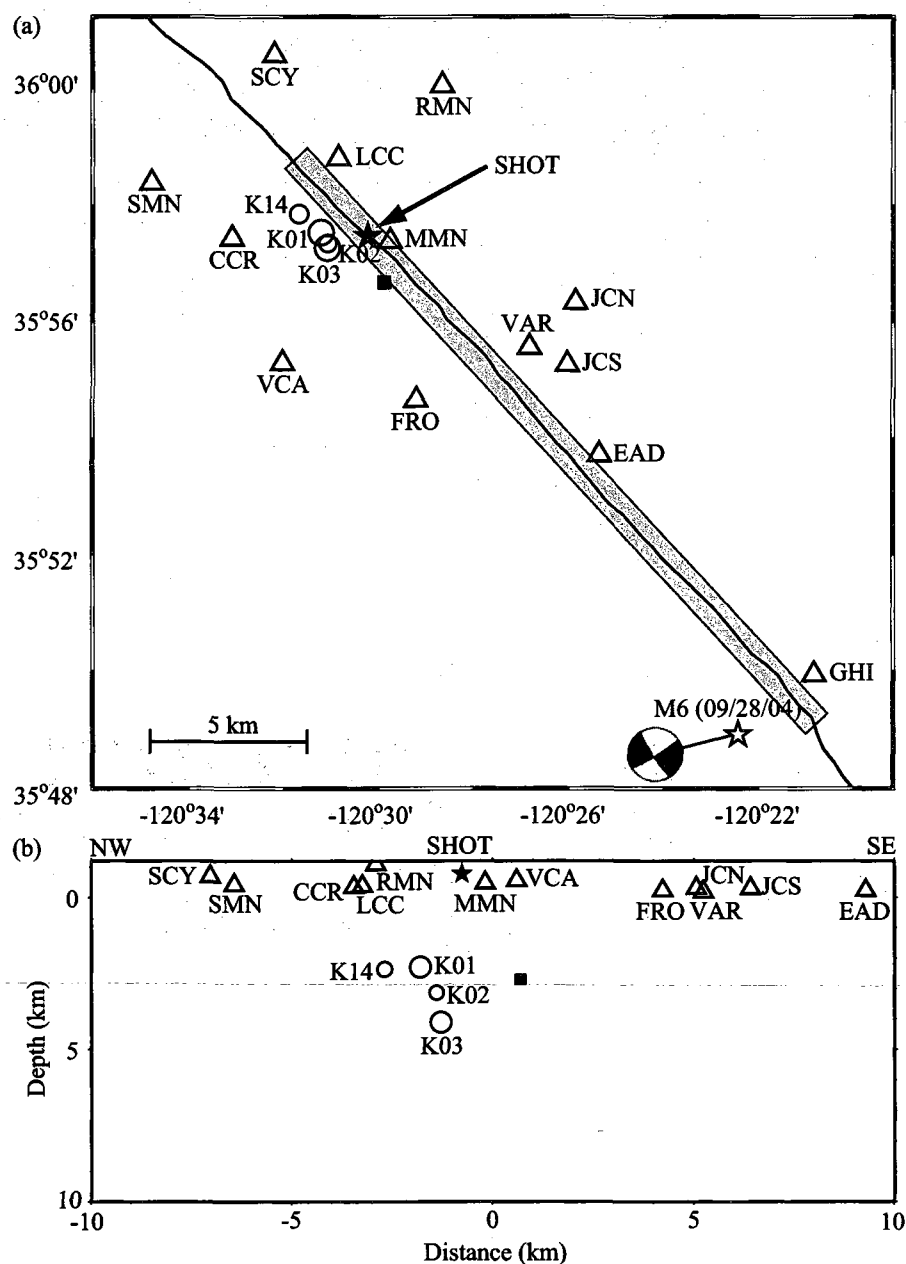 (a)
36°00'
SCY
RMN
LCC
SHOT
SMN
K14
K01
MMN
CCR
K02
K03
35°56'
JCN
VAR
JCS
VCA
FRO
EAD
35°52'
GHI
M6 (09/28/04)
5 km
35°48'
-120°34' -120°30' -120°26' -120°22'
(b) NW SHOT SE
SCY
RMN
VCA
JCN
JCS
0
SMN
CCR
LCC
MMN
FRO
VAR
EAD
K14
K01
K02
K03
Depth (km)
5
10
-10 -5 0 5 10
Distance (km)